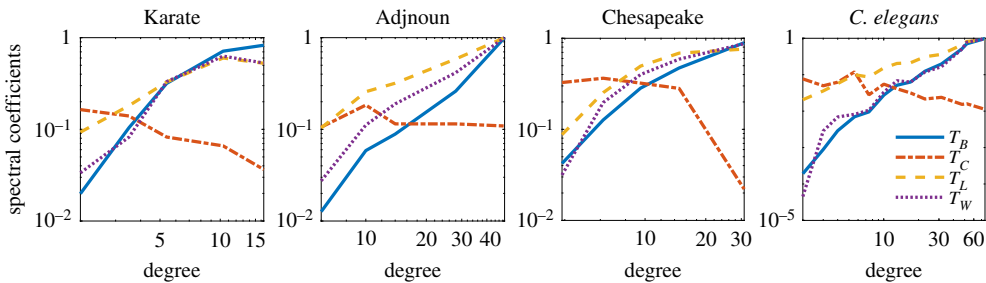 Karate Adjnoun Chesapeake C. elegans
spectral coefficients
1 1 1 1
10⁻¹ 10⁻¹ 10⁻¹
10⁻² 10⁻² 10⁻² 10⁻⁵
T_B
T_C
T_L
T_W
5 10 15 10 20 30 40 10 20 30 10 30 60
degree degree degree degree